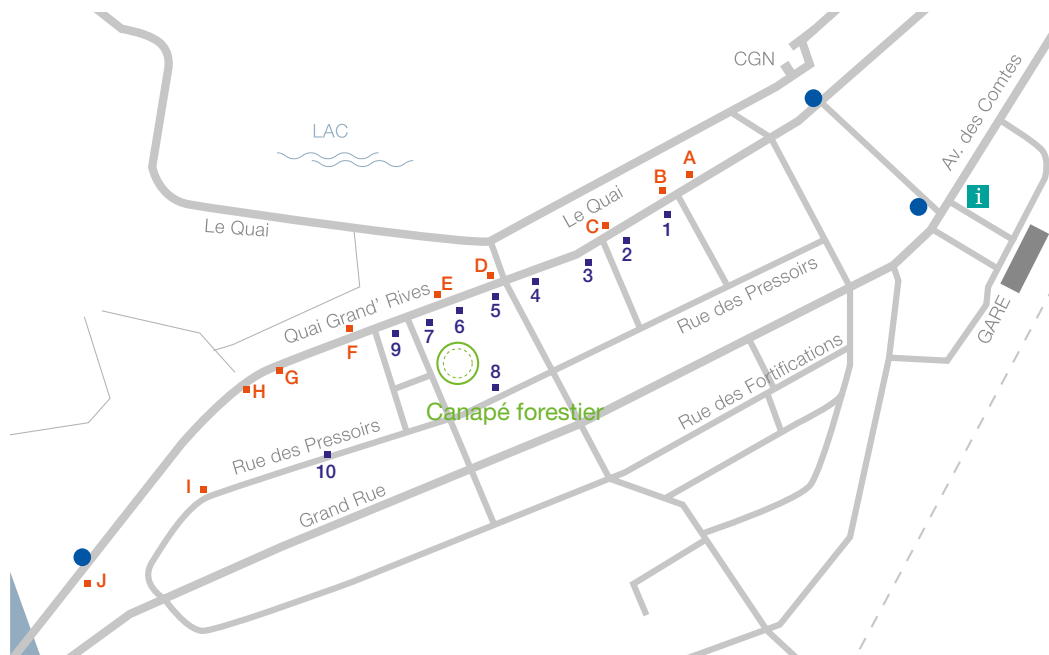 CGN
Av. des Comtes
LAC
A
B
i
Le Quai
C
1
Le Quai
2
D
3
E
4
Rue des Pressoirs
GARE
Quai Grand' Rives
5
6
7
F
9
8
G
H
Rue des Fortifications
Canapé forestier
Rue des Pressoirs
10
I
Grand Rue
J